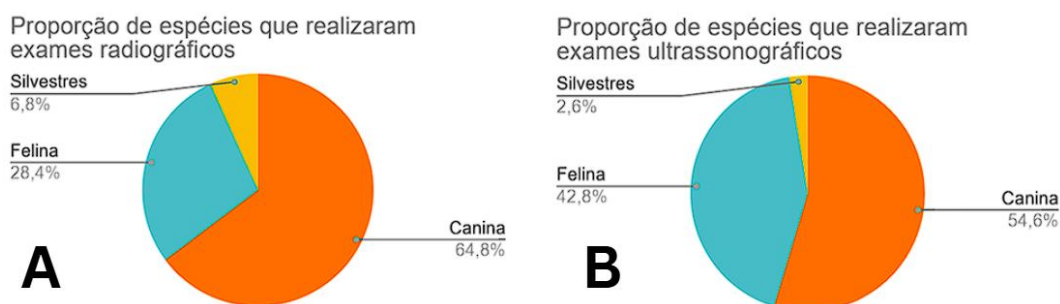 Proporção de espécies que realizaram
exames radiográficos
Silvestres
6,8%
Felina
28,4%
Canina
64,8%
A
Proporção de espécies que realizaram
exames ultrassonográficos
Silvestres
2,6%
Felina
42,8%
Canina
54,6%
B